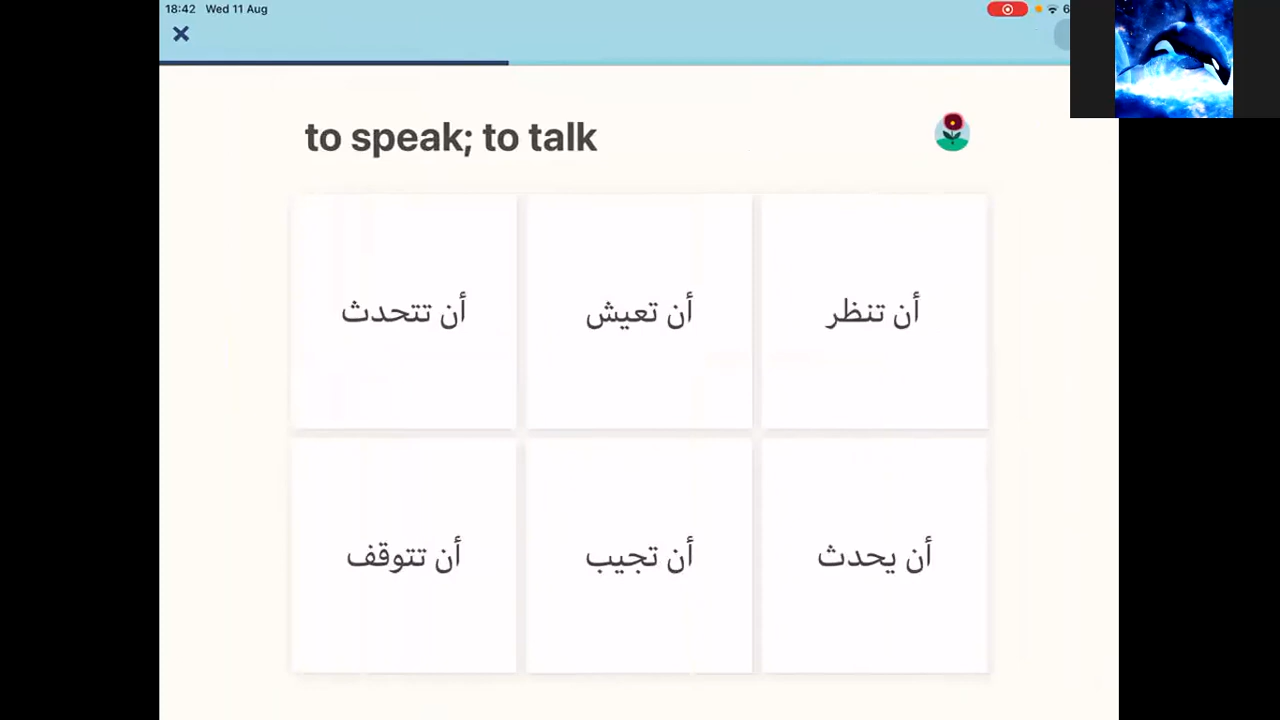 18:42 Wed 11 Aug
6
to speak; to talk
أن تتحدث
أن تعيش
أن تنظر
أن تتوقف
أن تجيب
أن يحدث